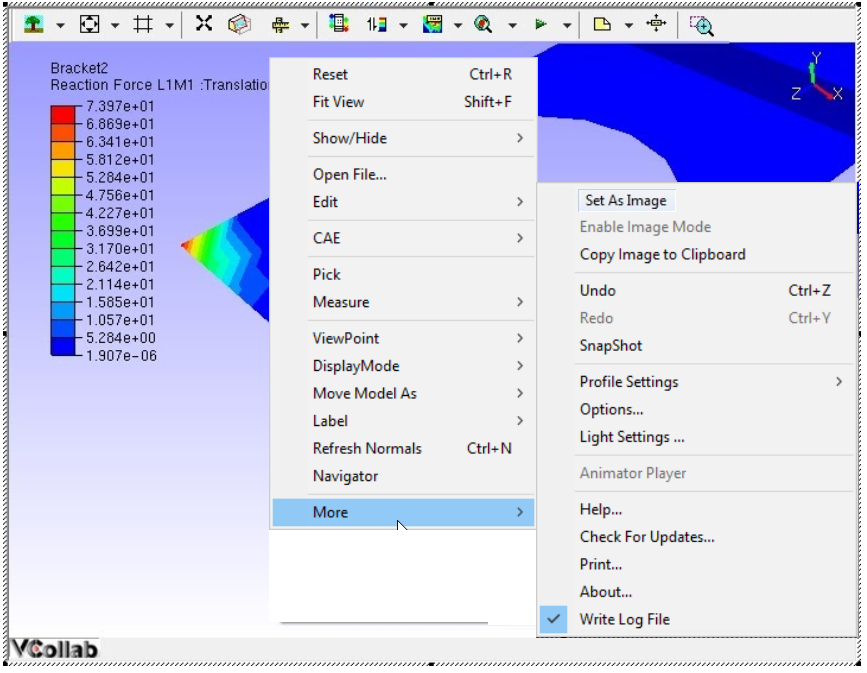 Bracket2
Reaction Force L1M1 :Translatio
7.397e+01
6.869e+01
6.341e+01
5.812e+01
5.284e+01
4.756e+01
4.227e+01
3.699e+01
3.170e+01
2.642e+01
2.114e+01
1.585e+01
1.057e+01
5.284e+00
1.907e-06
Reset Ctrl+R
Fit View Shift+F
Show/Hide
Open File...
Edit
CAE
Pick
Measure
ViewPoint
DisplayMode
Move Model As
Label
Refresh Normals Ctrl+N
Navigator
More
Y
Z X
Set As Image
Enable Image Mode
Copy Image to Clipboard
Undo Ctrl+Z
Redo Ctrl+Y
SnapShot
Profile Settings
Options...
Light Settings ...
Animator Player
Help...
Check For Updates...
Print...
About...
Write Log File
VCollab